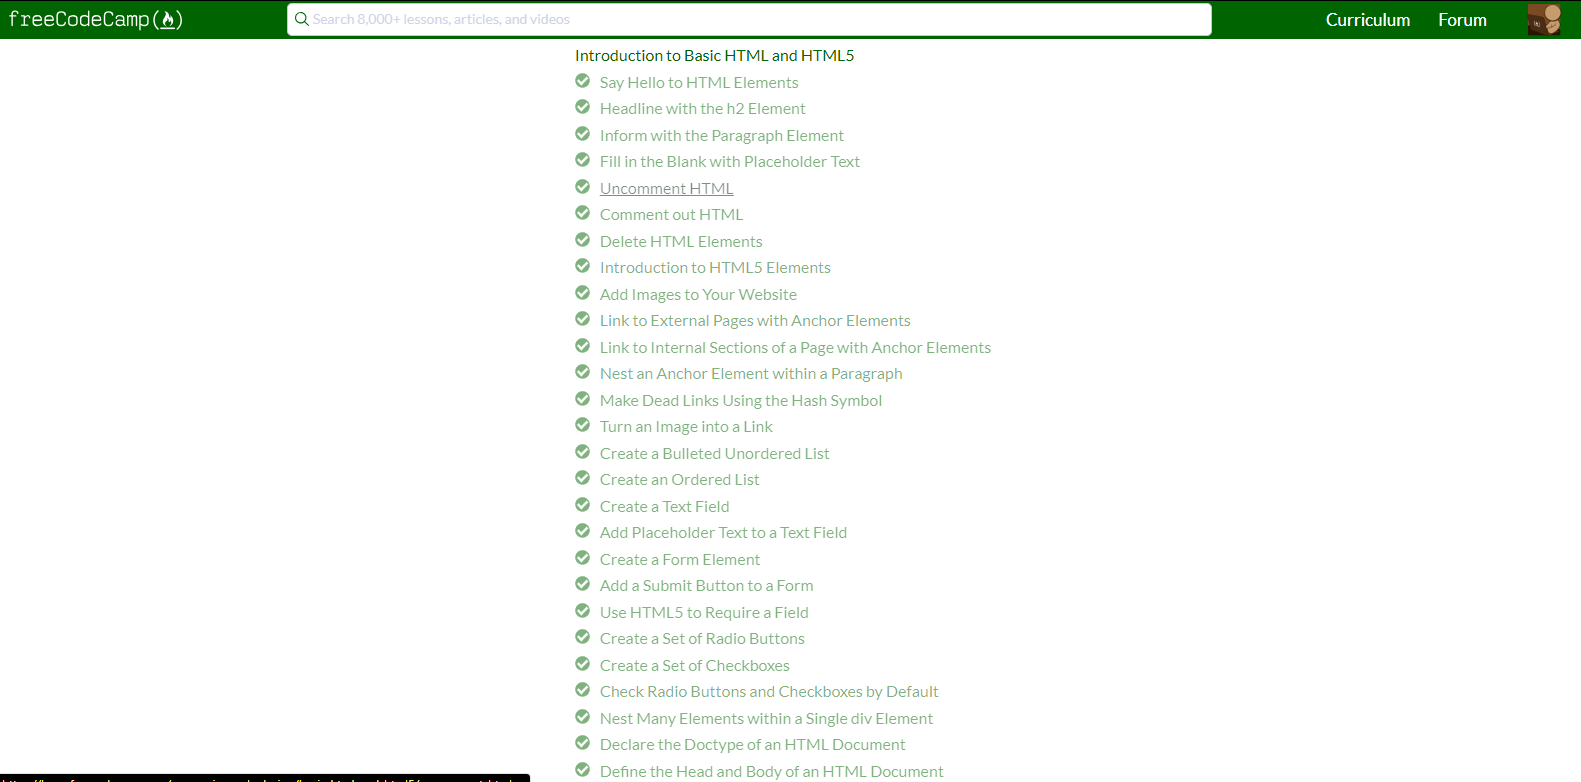 freeCodeCamp
Search 8,000+ lessons, articles, and videos
Curriculum
Forum
Introduction to Basic HTML and HTML5
Say Hello to HTML Elements
Headline with the h2 Element
Inform with the Paragraph Element
Fill in the Blank with Placeholder Text
Uncomment HTML
Comment out HTML
Delete HTML Elements
Introduction to HTML5 Elements
Add Images to Your Website
Link to External Pages with Anchor Elements
Link to Internal Sections of a Page with Anchor Elements
Nest an Anchor Element within a Paragraph
Make Dead Links Using the Hash Symbol
Turn an Image into a Link
Create a Bulleted Unordered List
Create an Ordered List
Create a Text Field
Add Placeholder Text to a Text Field
Create a Form Element
Add a Submit Button to a Form
Use HTML5 to Require a Field
Create a Set of Radio Buttons
Create a Set of Checkboxes
Check Radio Buttons and Checkboxes by Default
Nest Many Elements within a Single div Element
Declare the Doctype of an HTML Document
Define the Head and Body of an HTML Document